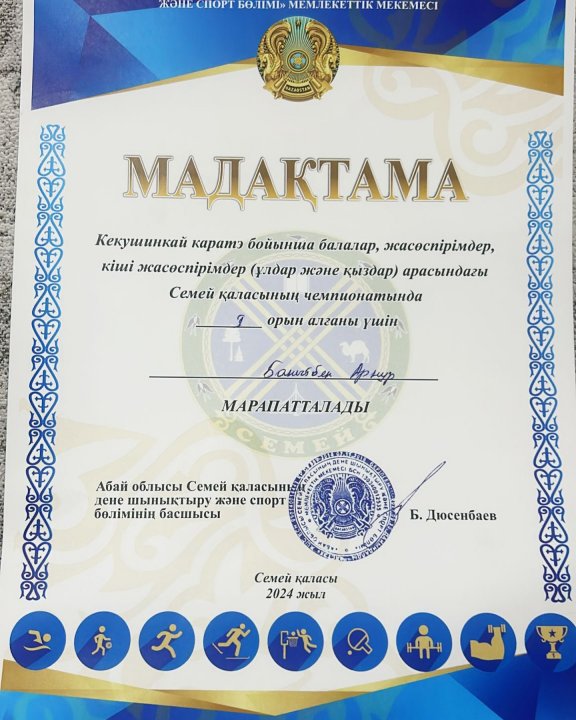 ЖӘНЕ СПОРТ БӨЛІМІ» МЕМЛЕКЕТТІК МЕКЕМЕСІ
ҚАЗАҚСТАН
МАДАҚТАМА
Кекушинкай каратэ бойынша балалар, жасөспірімдер,
кіші жасөспірімдер (ұлдар және қыздар) арасындағы
Семей қаласының чемпионатында
орын алғаны үшін
Арнур
МАРАПАТТАЛАДЫ
СЕМЕЙ
Абай облысы Семей қаласының
дене шынықтыру және спорт
бөлімінің басшысы
Б. Дюсенбаев
Семей қаласы
2024 жыл